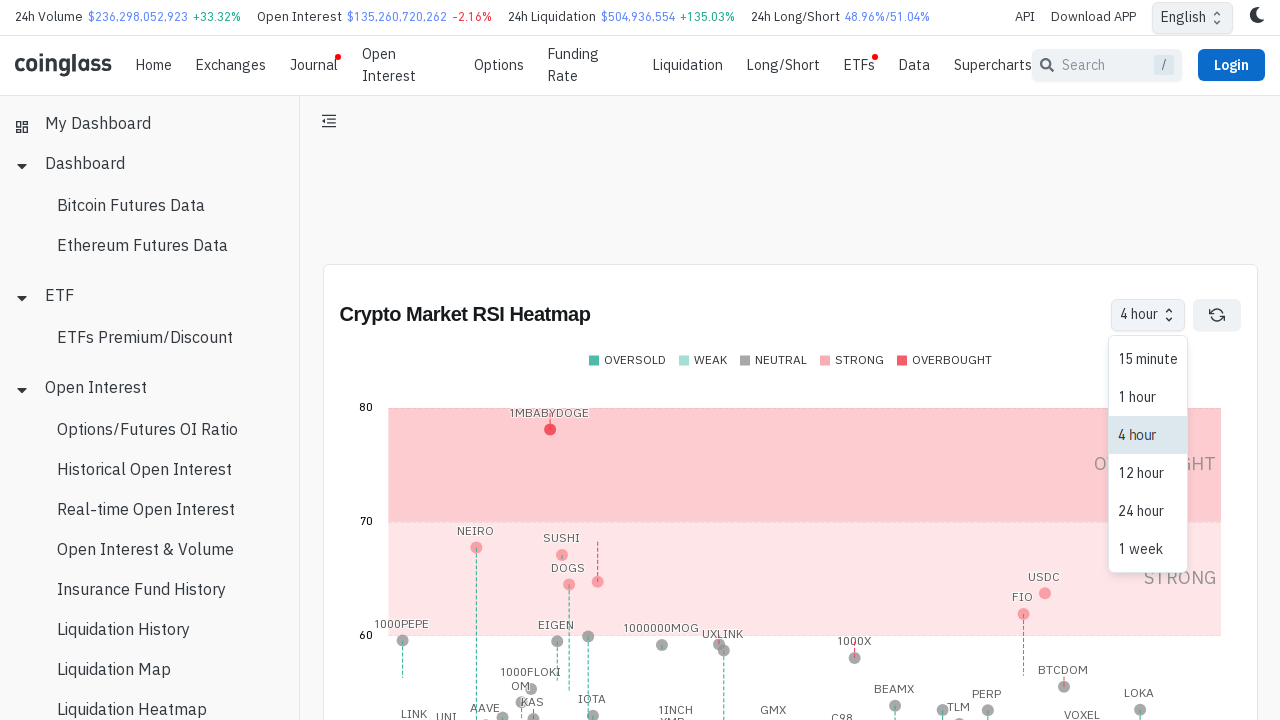 24h Volume $236,298,052,923 +33.32% Open Interest $135,260,720,262 -2.16% 24h Liquidation $504,936,554 +135.03% 24h Long/Short 48.96%/51.04% API Download APP English
coinglass Home Exchanges Journal Open Interest Options Funding Rate Liquidation Long/Short ETFs Data Supercharts Search / Login
My Dashboard
Dashboard
Bitcoin Futures Data
Ethereum Futures Data
ETF
ETFs Premium/Discount
Open Interest
Options/Futures OI Ratio
Historical Open Interest
Real-time Open Interest
Open Interest & Volume
Insurance Fund History
Liquidation History
Liquidation Map
Liquidation Heatmap
Crypto Market RSI Heatmap
4 hour
15 minute
1 hour
4 hour
12 hour
24 hour
1 week
OVERSOLD WEAK NEUTRAL STRONG OVERBOUGHT
80
1MBABYDOGE
70
NEIRO
SUSHI
DOGS
STRONG
USDC
FIO
60
1000PEPE
EIGEN
1000000MOG
UXLINK
1000X
1000FLOKI
BTCDOM
OM
KAS
IOTA
BEAMX
PERP
LOKA
LINK
UNI
AAVE
1INCH
GMX
C98
TLM
VOXEL